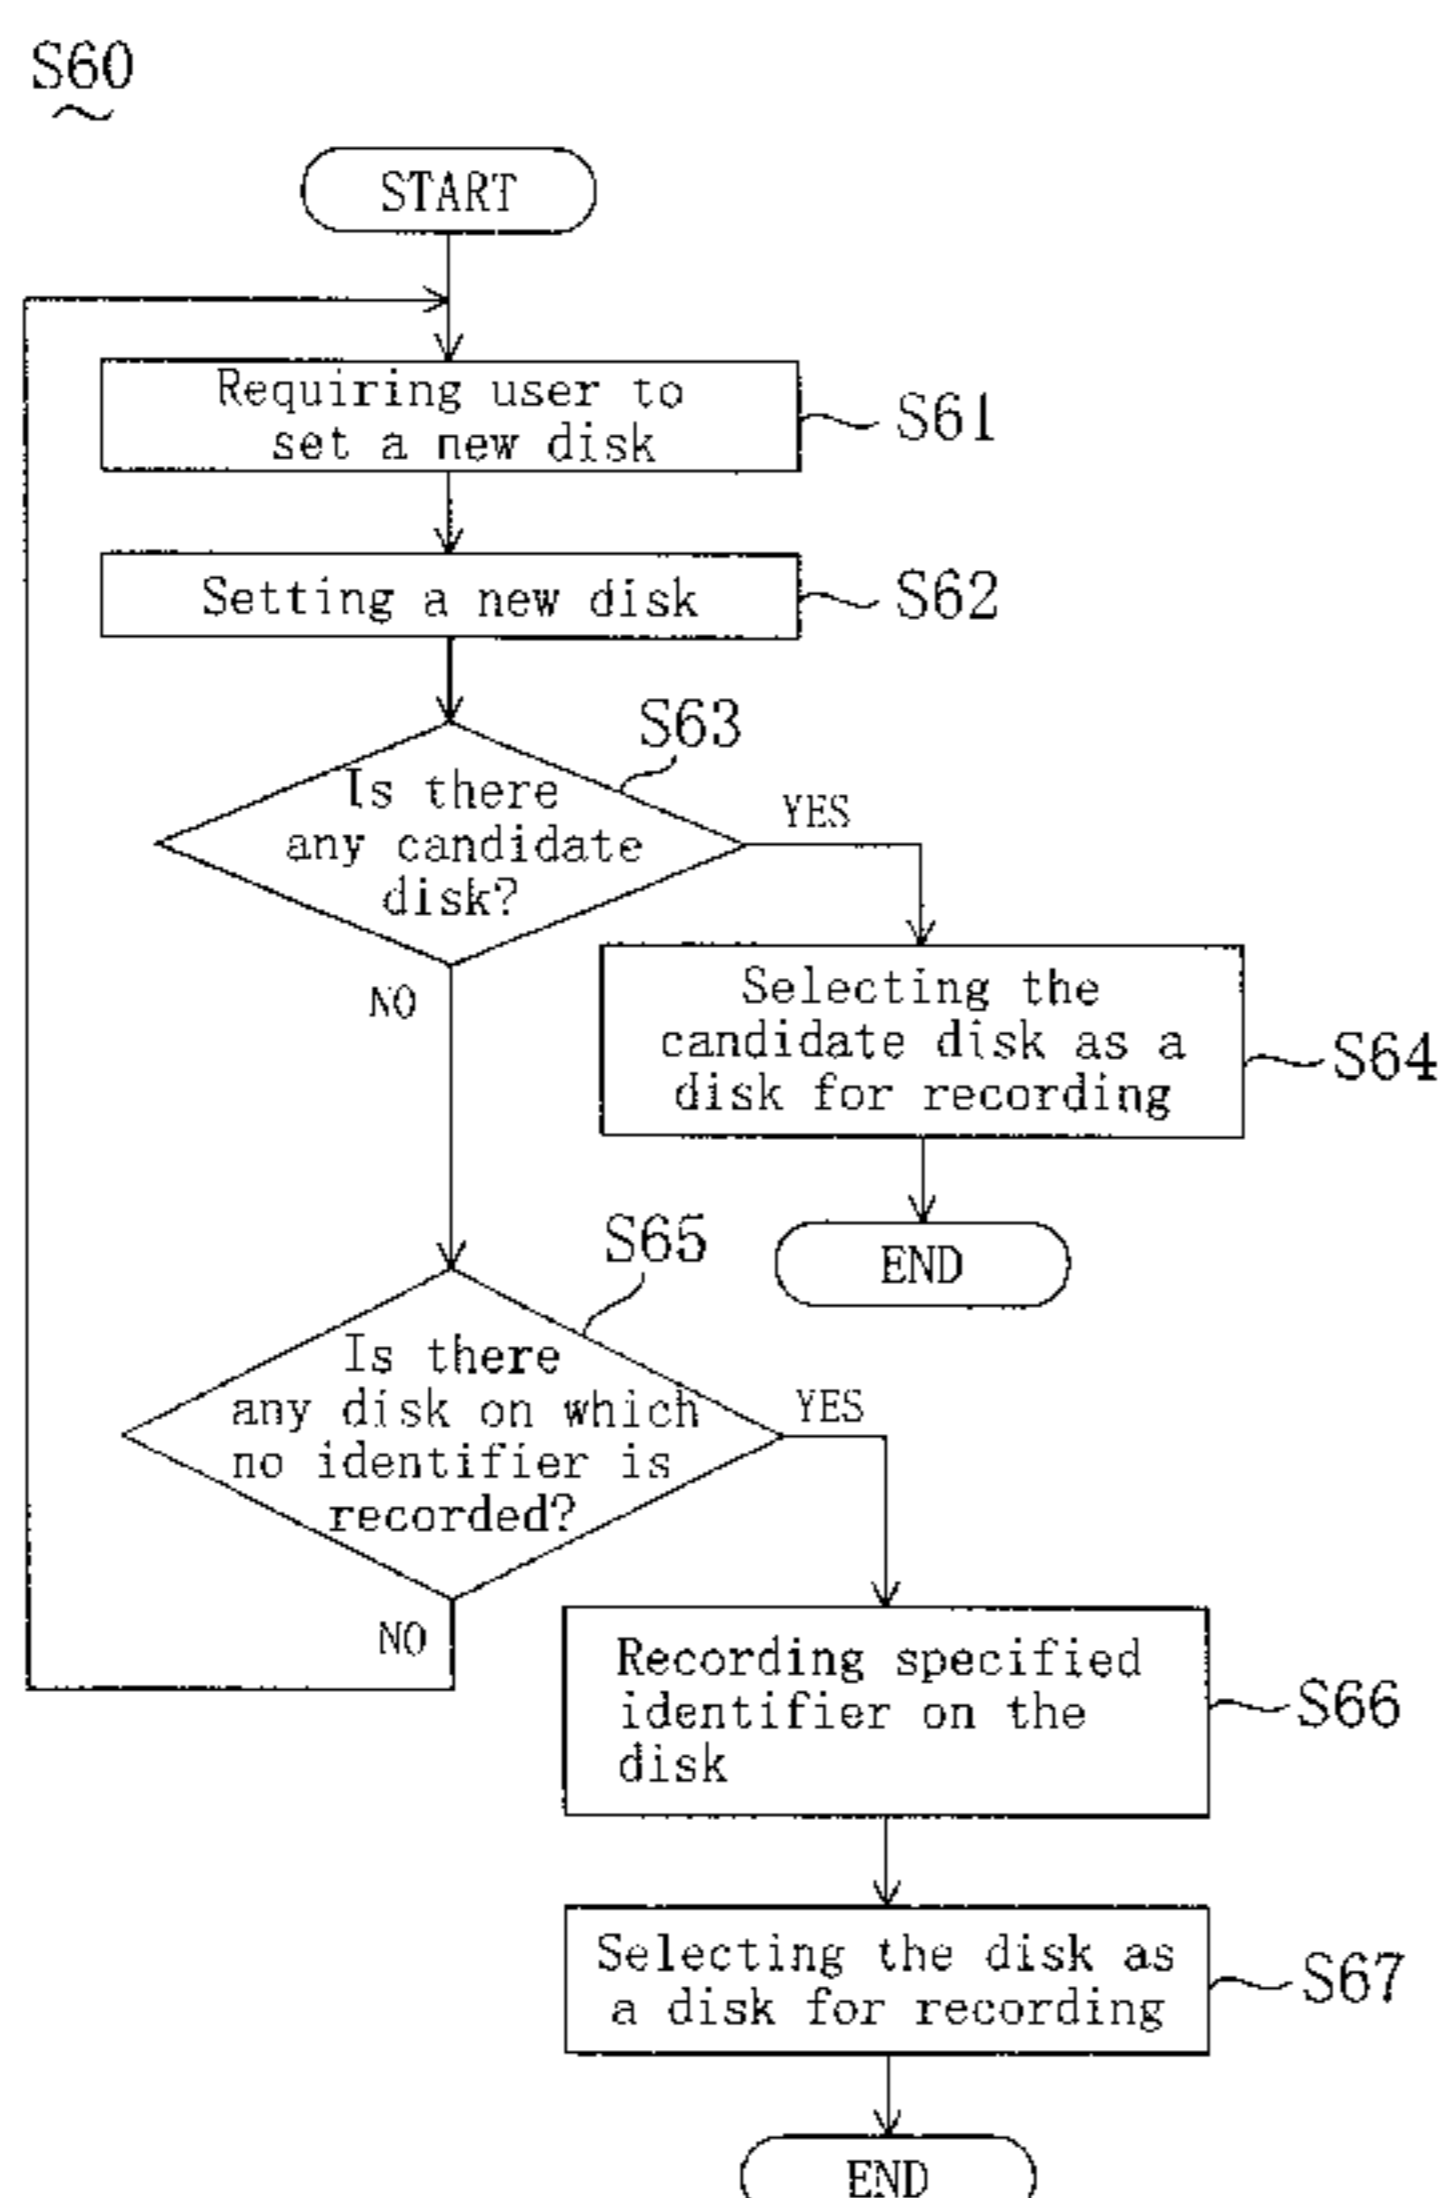 S60
START
Requiring user to
set a new disk
S61
Setting a new disk
S62
S63
Is there
any candidate
disk?
YES
NO
Selecting the
candidate disk as a
disk for recording
S64
END
S65
Is there
any disk on which
no identifier is
recorded?
YES
NO
Recording specified
identifier on the
disk
S66
Selecting the disk as
a disk for recording
S67
END